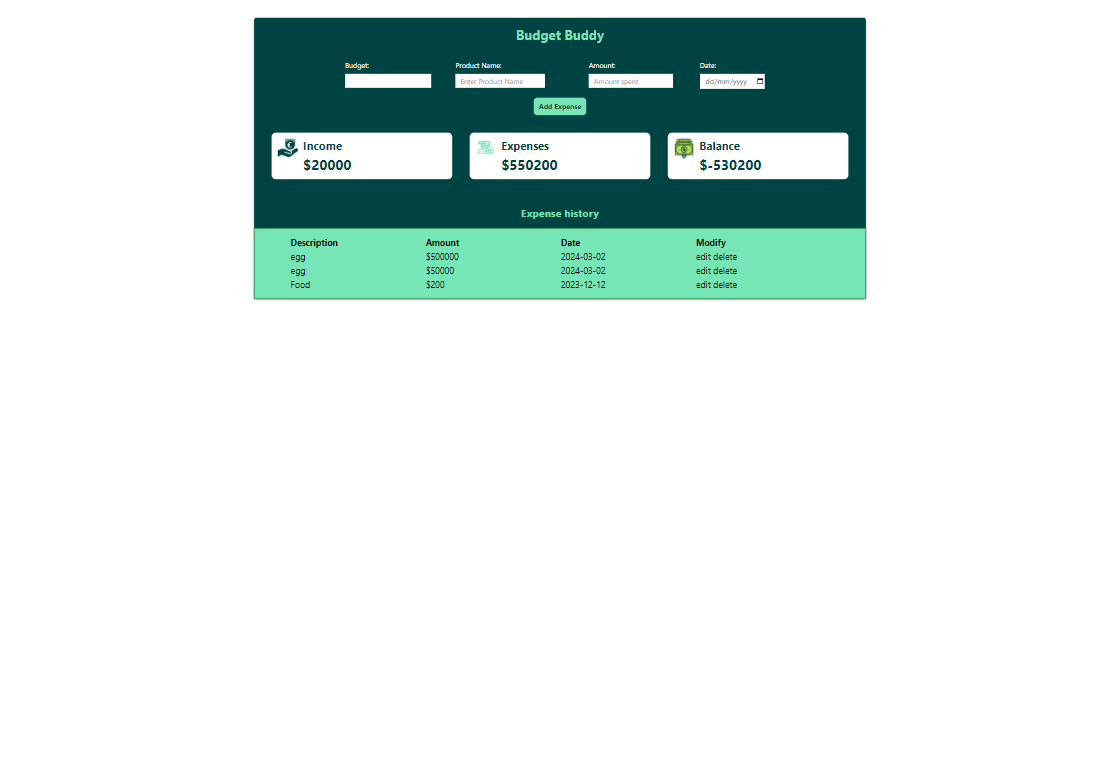 Budget Buddy
Budget: Product Name: Amount: Date:
Enter Product Name Amount spent dd/mm/yyyy
Add Expense
Income Expenses Balance
$20000 $550200 $-530200
Expense history
Description Amount Date Modify
egg $500000 2024-03-02 edit delete
egg $50000 2024-03-02 edit delete
Food $200 2023-12-12 edit delete